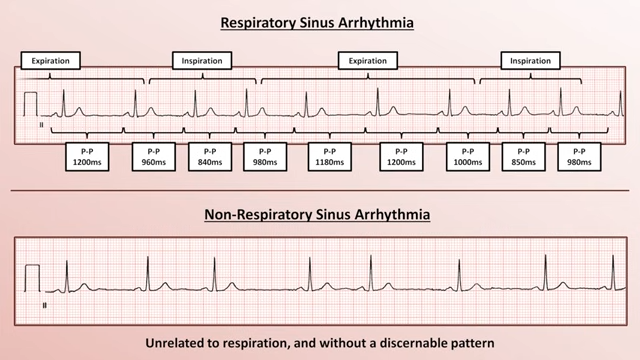 Respiratory Sinus Arrhythmia
Expiration
Inspiration
Expiration
Inspiration
II
P-P
1200ms
P-P
960ms
P-P
840ms
P-P
980ms
P-P
1180ms
P-P
1200ms
P-P
1000ms
P-P
850ms
P-P
980ms
Non-Respiratory Sinus Arrhythmia
II
Unrelated to respiration, and without a discernable pattern